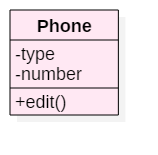 Phone
-type
-number
+edit()